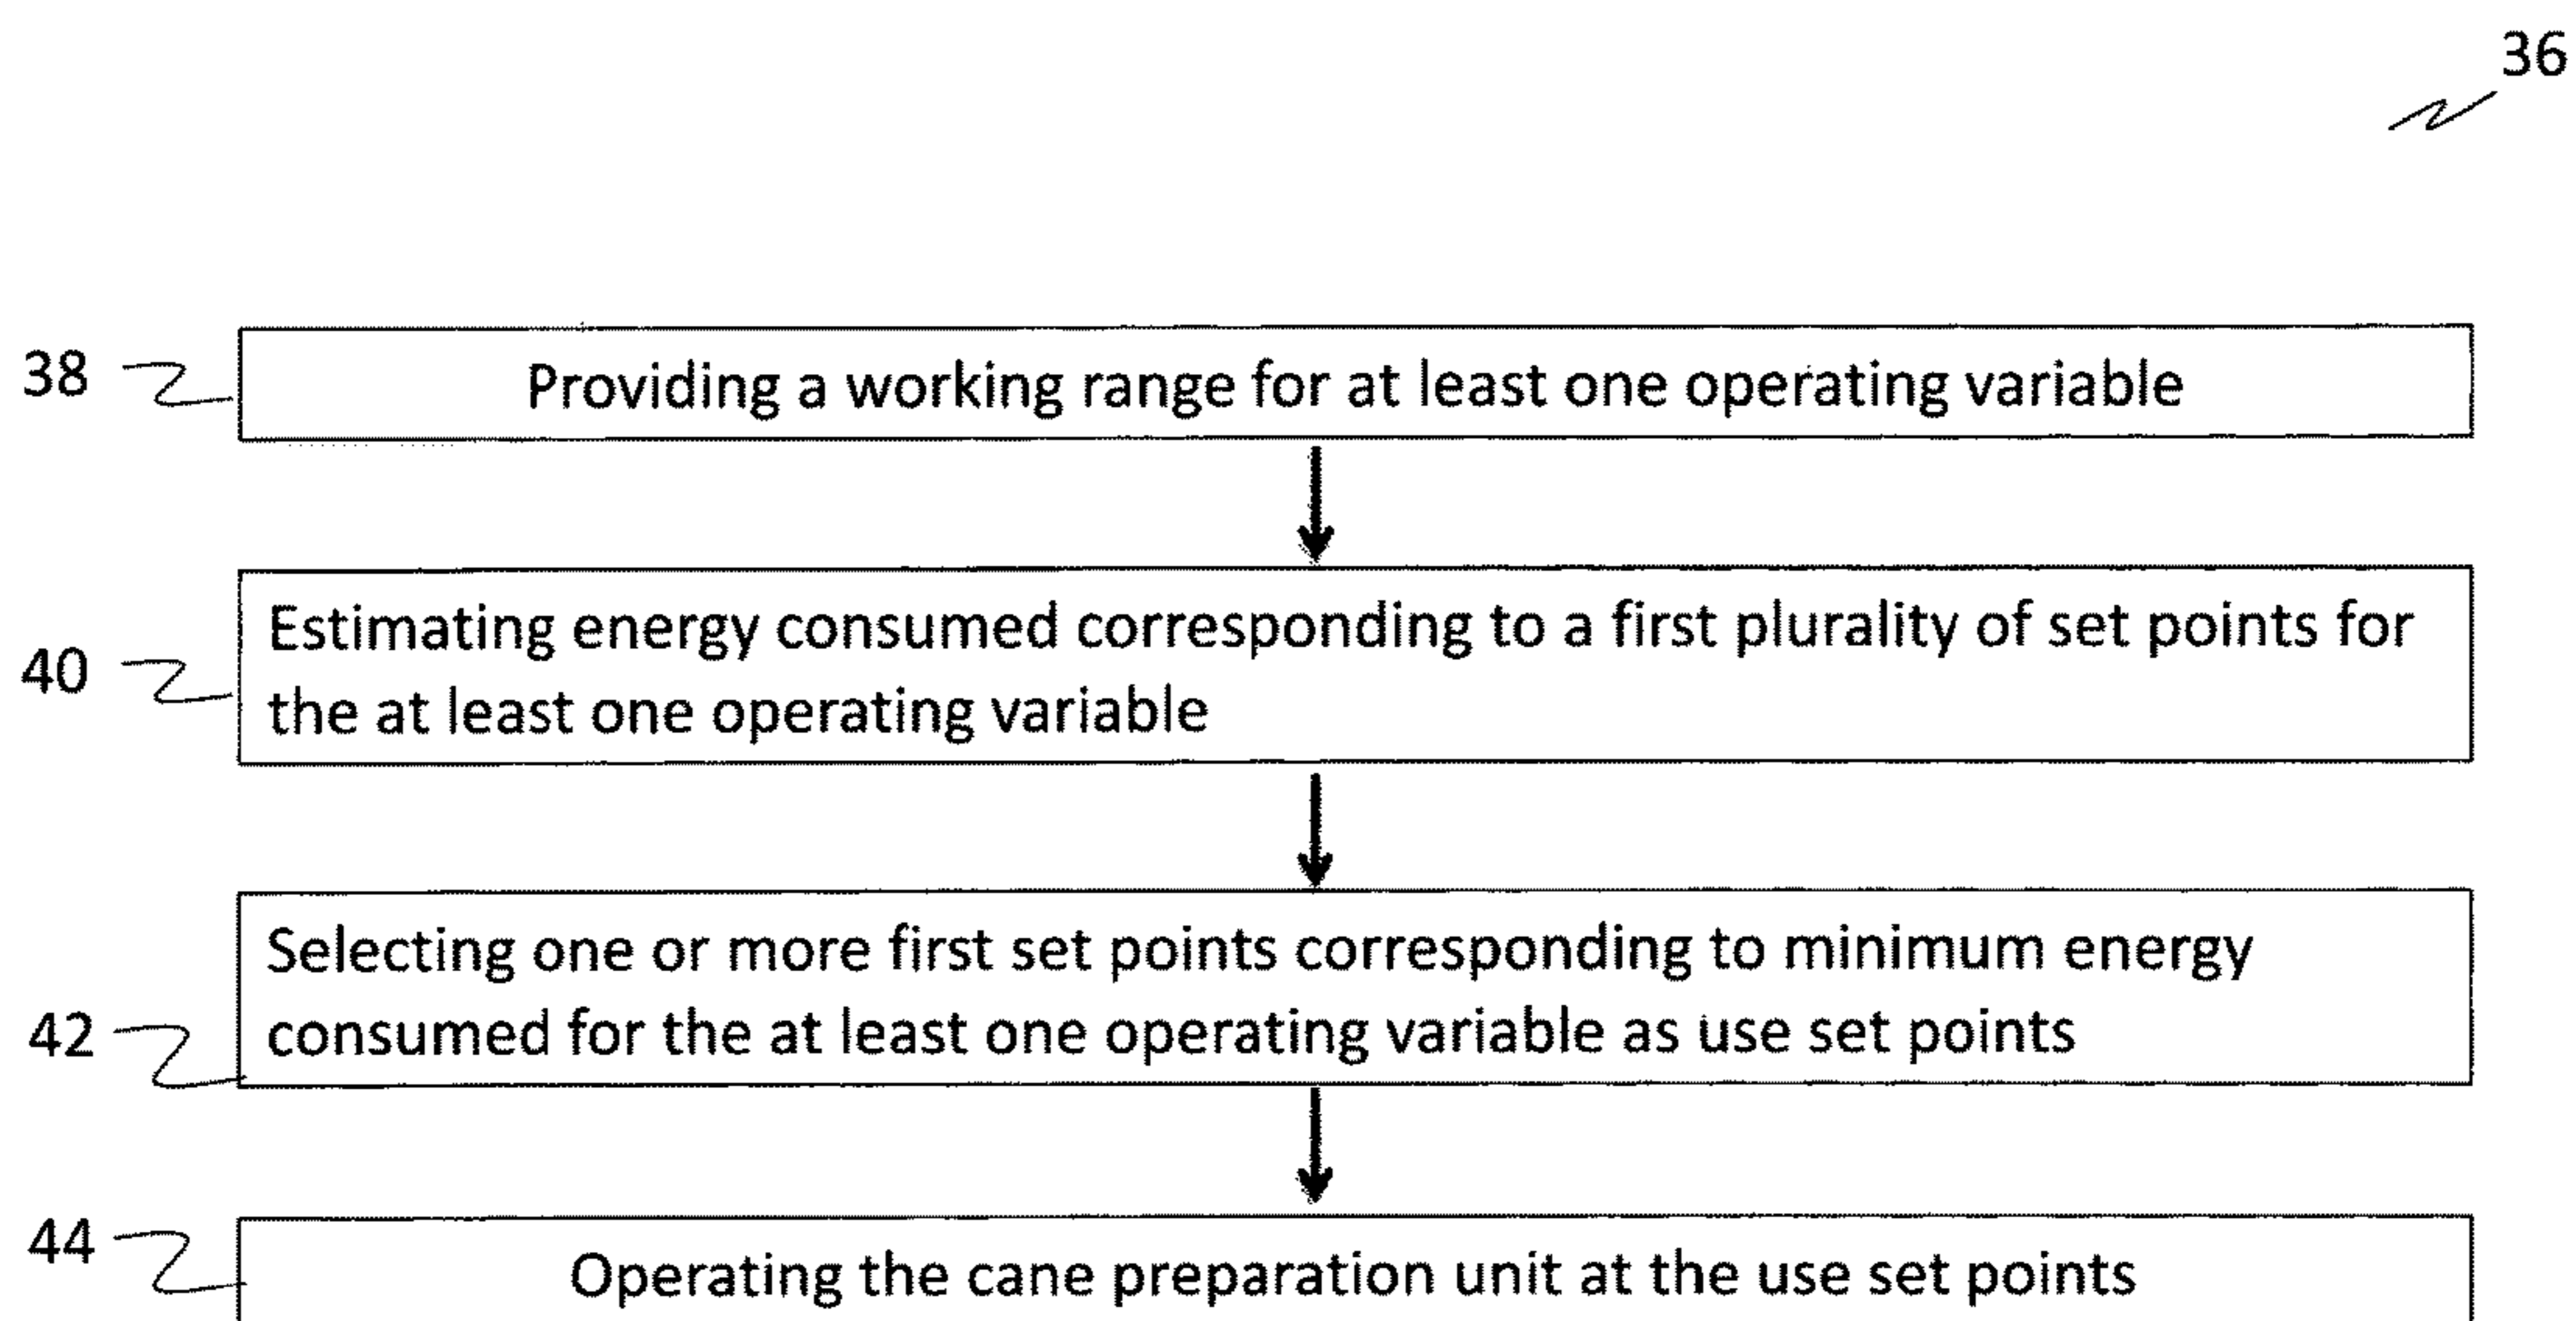 36
38
Providing a working range for at least one operating variable
40
Estimating energy consumed corresponding to a first plurality of set points for
the at least one operating variable
42
Selecting one or more first set points corresponding to minimum energy
consumed for the at least one operating variable as use set points
44
Operating the cane preparation unit at the use set points